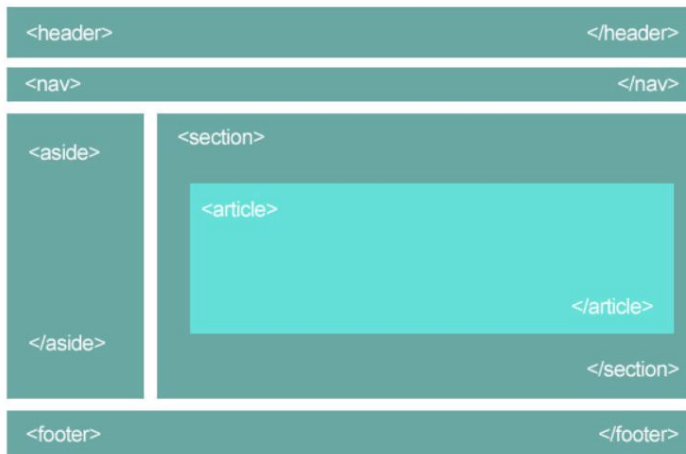 <header> </header>
<nav> </nav>
<aside>
</aside>
<section>
<article>
</article>
</section>
<footer> </footer>